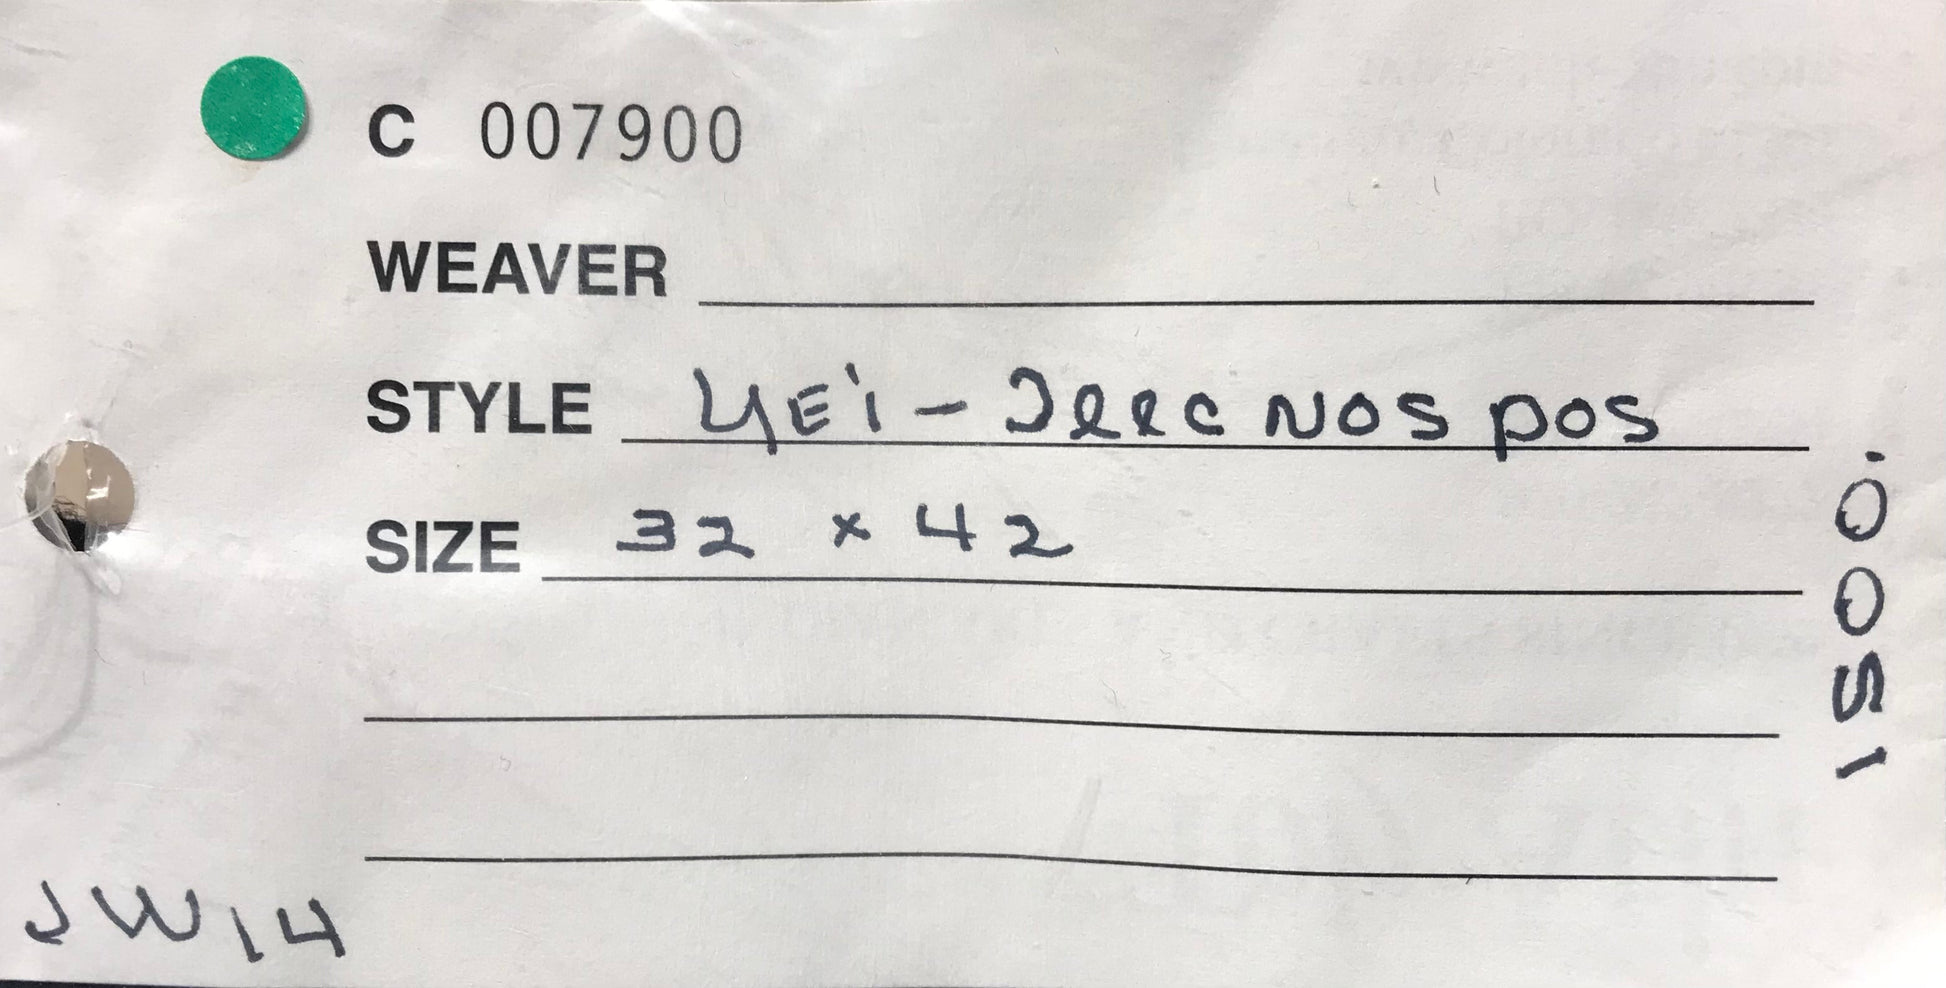 C 007900
WEAVER
STYLE YEi - Teec NOS pos
SIZE 32 x 42
1500.
JW14